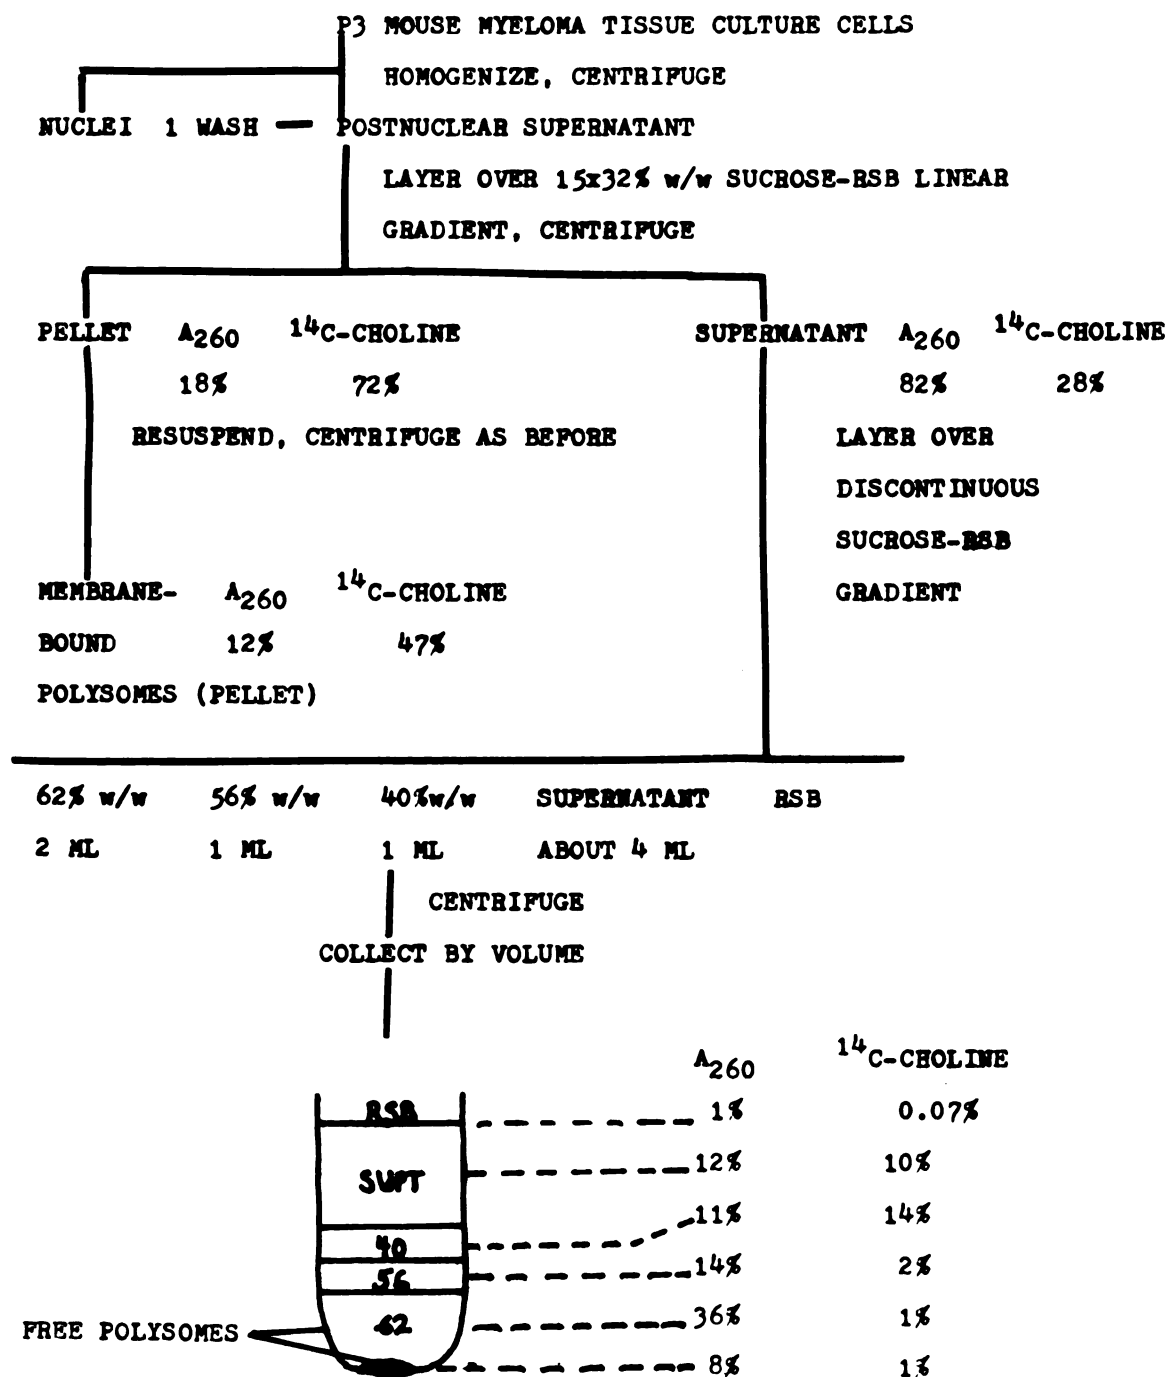 P3 MOUSE MYELOMA TISSUE CULTURE CELLS
HOMOGENIZE, CENTRIFUGE
NUCLEI 1 WASH — POSTNUCLEAR SUPERNATANT
LAYER OVER 15x32% w/w SUCROSE-RSB LINEAR
GRADIENT, CENTRIFUGE
PELLET A260 14C-CHOLINE SUPERNATANT A260 14C-CHOLINE
18% 72% 82% 28%
RESUSPEND, CENTRIFUGE AS BEFORE LAYER OVER
DISCONTINUOUS
SUCROSE-RSB
MEMBRANE- A260 14C-CHOLINE GRADIENT
BOUND 12% 47%
POLYSOMES (PELLET)
62% w/w 56% w/w 40%w/w SUPERNATANT RSB
2 ML 1 ML 1 ML ABOUT 4 ML
CENTRIFUGE
COLLECT BY VOLUME
A260 14C-CHOLINE
RSB 1% 0.07%
SUPT 12% 10%
40 11% 14%
56 14% 2%
FREE POLYSOMES 62 36% 1%
8% 1%